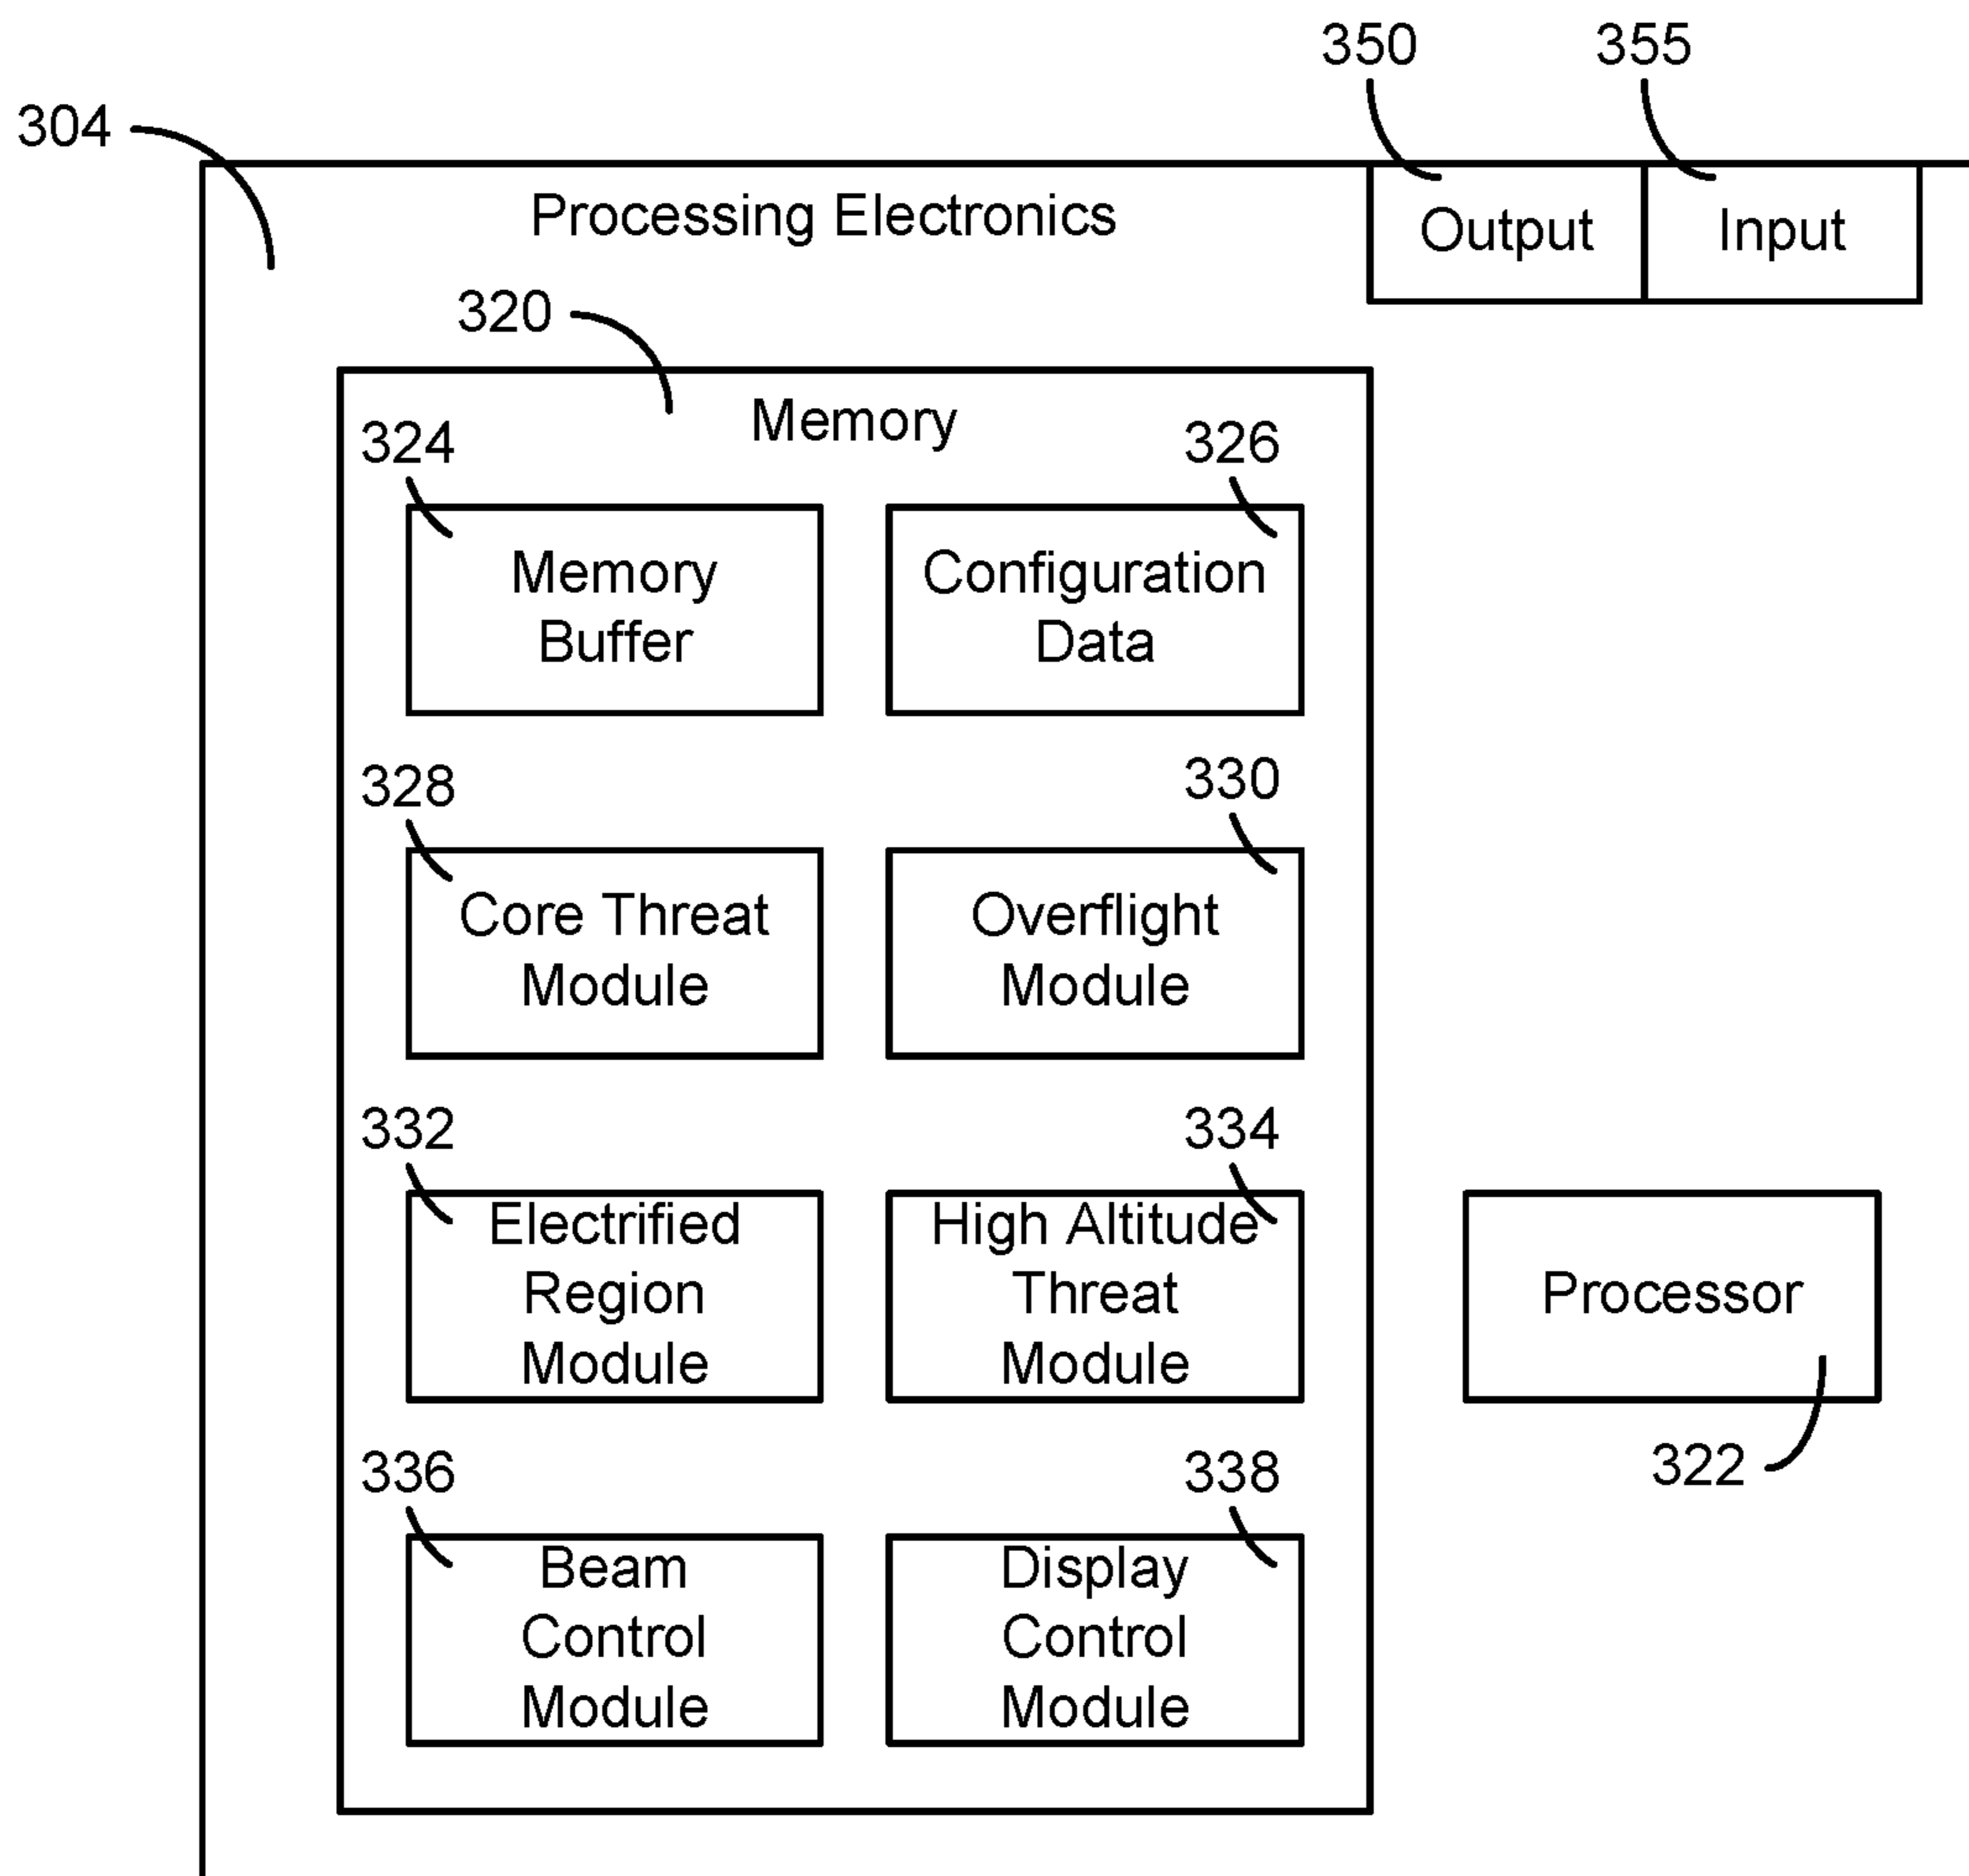 350
355
304
Processing Electronics
Output
Input
320
Memory
324
326
Memory
Buffer
Configuration
Data
328
330
Core Threat
Module
Overflight
Module
332
334
Electrified
Region
Module
High Altitude
Threat
Module
Processor
322
336
338
Beam
Control
Module
Display
Control
Module